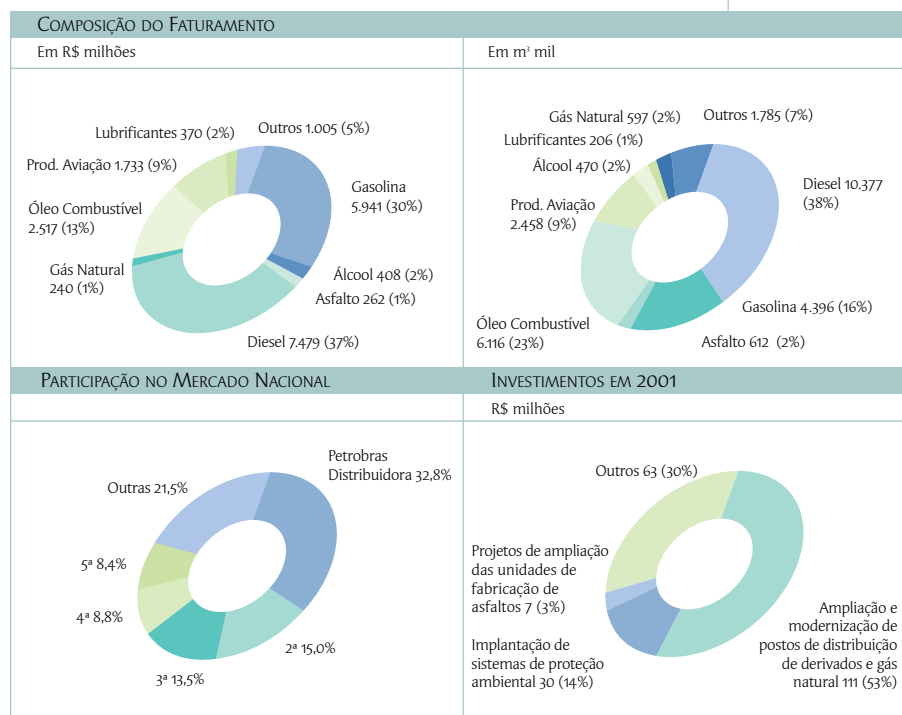 Composição do Faturamento
Em R$ milhões
Lubrificantes 370 (2%)
Outros 1.005 (5%)
Prod. Aviação 1.733 (9%)
Gasolina
5.941 (30%)
Óleo Combustível
2.517 (13%)
Gás Natural
240 (1%)
Álcool 408 (2%)
Asfalto 262 (1%)
Diesel 7.479 (37%)
Em m³ mil
Gás Natural 597 (2%)
Outros 1.785 (7%)
Lubrificantes 206 (1%)
Álcool 470 (2%)
Diesel 10.377
(38%)
Prod. Aviação
2.458 (9%)
Gasolina 4.396 (16%)
Óleo Combustível
6.116 (23%)
Asfalto 612 (2%)
Participação no Mercado Nacional
Petrobras
Distribuidora 32,8%
Outras 21,5%
5ª 8,4%
4ª 8,8%
2ª 15,0%
3ª 13,5%
Investimentos em 2001
R$ milhões
Outros 63 (30%)
Projetos de ampliação
das unidades de
fabricação de
asfaltos 7 (3%)
Implantação de
sistemas de proteção
ambiental 30 (14%)
Ampliação e
modernização de
postos de distribuição
de derivados e gás
natural 111 (53%)